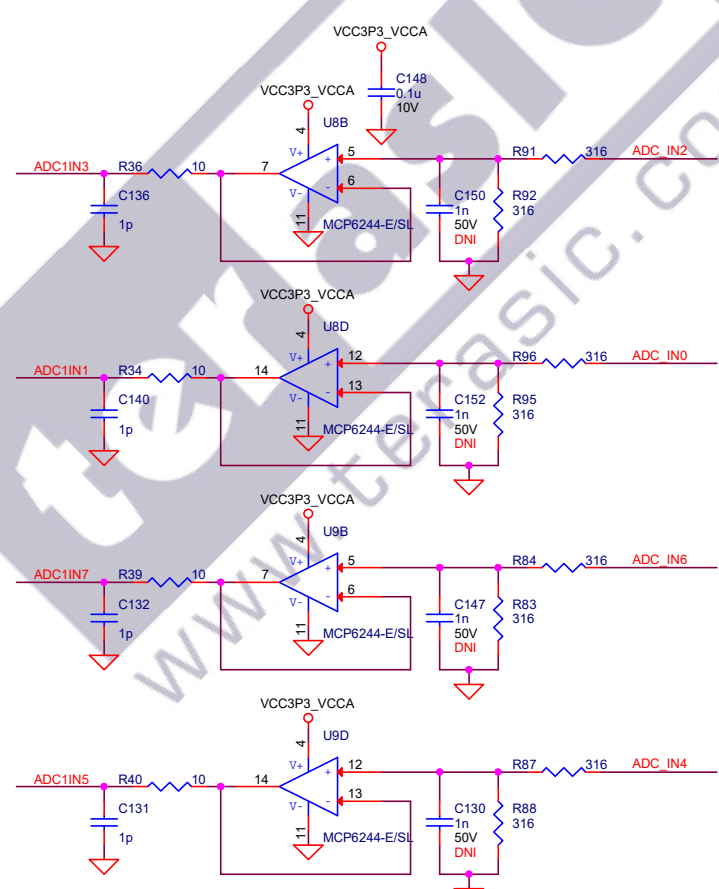 VCC3P3_VCCA
C148
0.1u
10V
VCC3P3_VCCA
4
U8B
V+
+
5
R91
316
ADC_IN2
ADC1IN3
R36
10
7
-
6
V-
C136
1p
11
MCP6244-E/SL
C150
1n
50V
DNI
R92
316
VCC3P3_VCCA
4
U8D
V+
+
12
R96
316
ADC_IN0
ADC1IN1
R34
10
14
-
13
V-
C140
1p
11
MCP6244-E/SL
C152
1n
50V
DNI
R95
316
VCC3P3_VCCA
4
U9B
V+
+
5
R84
316
ADC_IN6
ADC1IN7
R39
10
7
-
6
V-
C132
1p
11
MCP6244-E/SL
C147
1n
50V
DNI
R83
316
VCC3P3_VCCA
4
U9D
V+
+
12
R87
316
ADC_IN4
ADC1IN5
R40
10
14
-
13
V-
C131
1p
11
MCP6244-E/SL
C130
1n
50V
DNI
R88
316
terasic
www.terasic.co